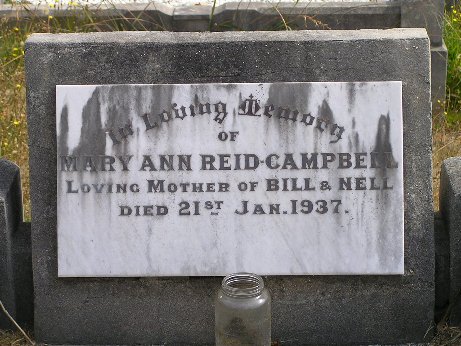 In Loving Memory
OF
MARY ANN REID-CAMPBELL
LOVING MOTHER OF BILL & NELL
DIED 21ST JAN. 1937.